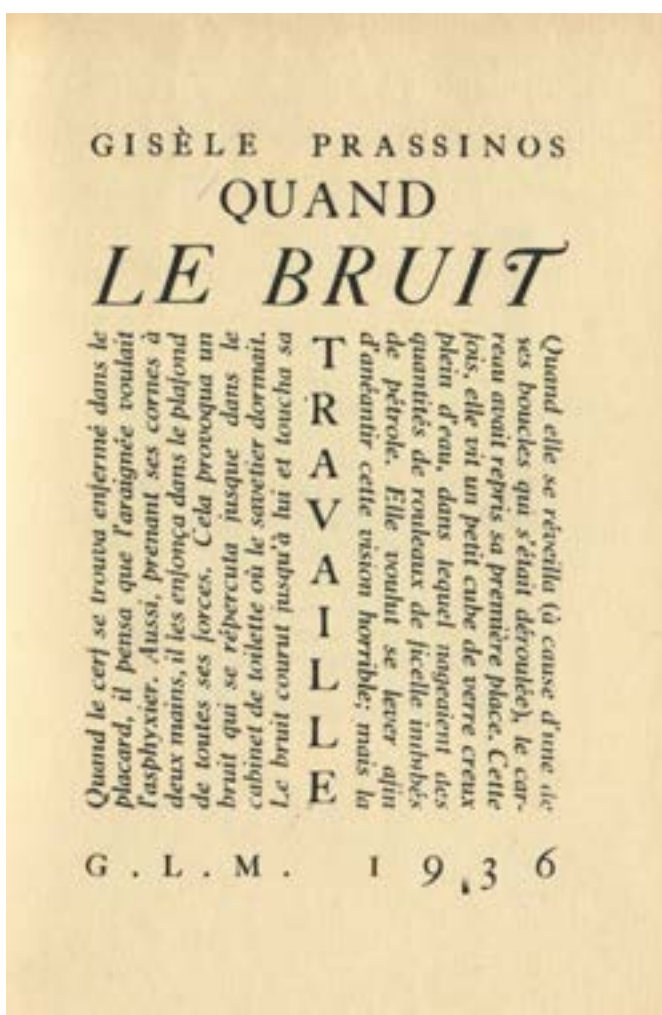 GISÈLE PRASSINOS
QUAND
LE BRUIT
Quand le cerf se trouva enfermé dans le
placard, il pensa que l'araignée voulait
l'asphyxier. Aussi, prenant ses cornes à
deux mains, il les enfonça dans le plafond
de toutes ses forces. Cela provoqua un
bruit qui se répercuta jusque dans le
cabinet de toilette où le savetier dormait.
Le bruit courut jusqu'à lui et toucha sa
TRAVAILLE
Quand elle se réveilla (à cause d'une de
ses boucles qui s'était déroulée), le car-
reau avait repris sa première place. Cette
fois, elle vit un petit cube de verre creux
plein d'eau, dans lequel nageaient des
quantités de rouleaux de ficelle imbibés
de pétrole. Elle voulut se lever afin
d'anéantir cette vision horrible; mais la
G.L.M. 1936